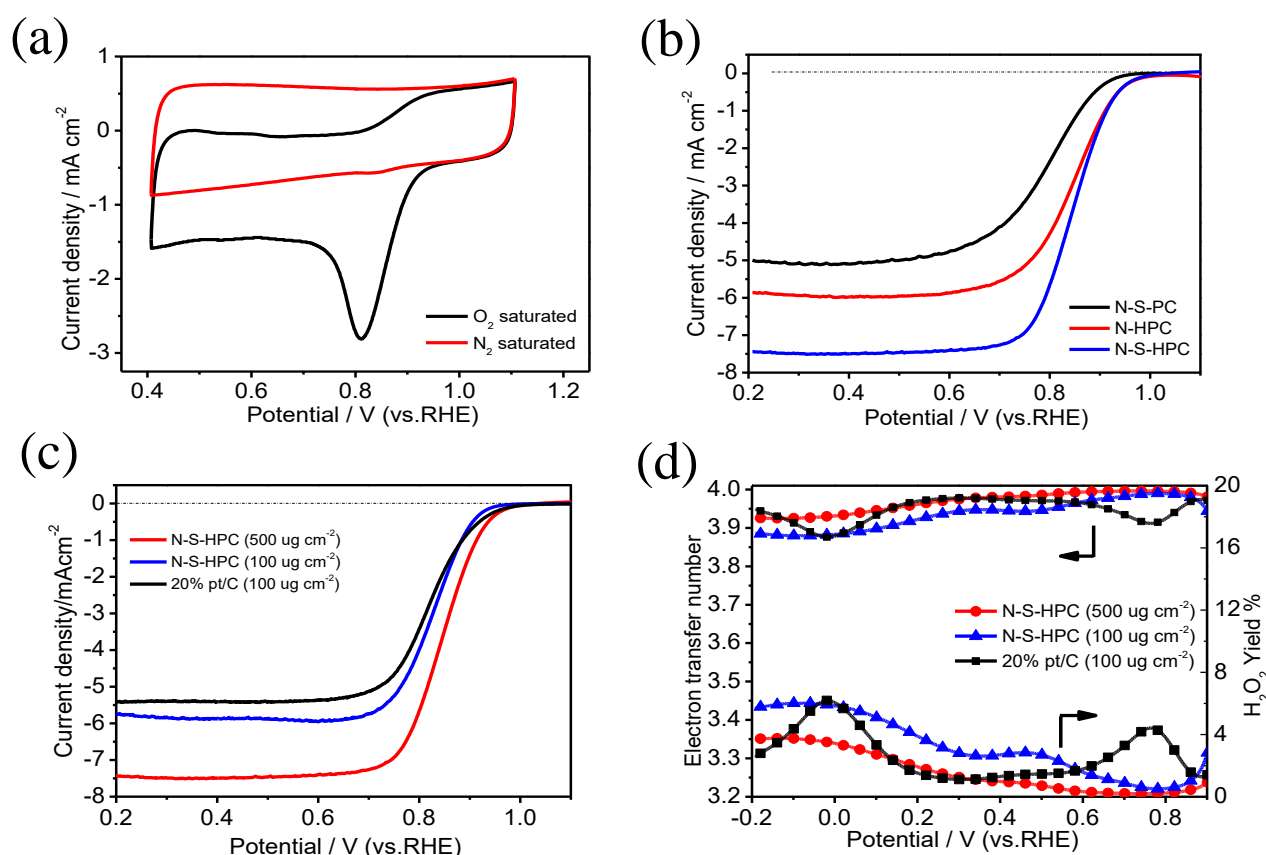 (a)
1
0
-1
-2
-3
Current density / mA cm-2
O2 saturated
N2 saturated
0.4 0.6 0.8 1.0 1.2
Potential / V (vs.RHE)
(b)
0
-1
-2
-3
-4
-5
-6
-7
-8
Current density / mA cm-2
N-S-PC
N-HPC
N-S-HPC
0.2 0.4 0.6 0.8 1.0
Potential / V (vs.RHE)
(c)
0
-1
-2
-3
-4
-5
-6
-7
-8
Current density/mAcm-2
N-S-HPC (500 ug cm-2)
N-S-HPC (100 ug cm-2)
20% pt/C (100 ug cm-2)
0.2 0.4 0.6 0.8 1.0
Potential / V (vs.RHE)
(d)
4.0
3.9
3.8
3.7
3.6
3.5
3.4
3.3
3.2
Electron transfer number
N-S-HPC (500 ug cm-2)
N-S-HPC (100 ug cm-2)
20% pt/C (100 ug cm-2)
20
16
12
8
4
0
H2O2 Yield %
-0.2 0.0 0.2 0.4 0.6 0.8
Potential / V (vs.RHE)